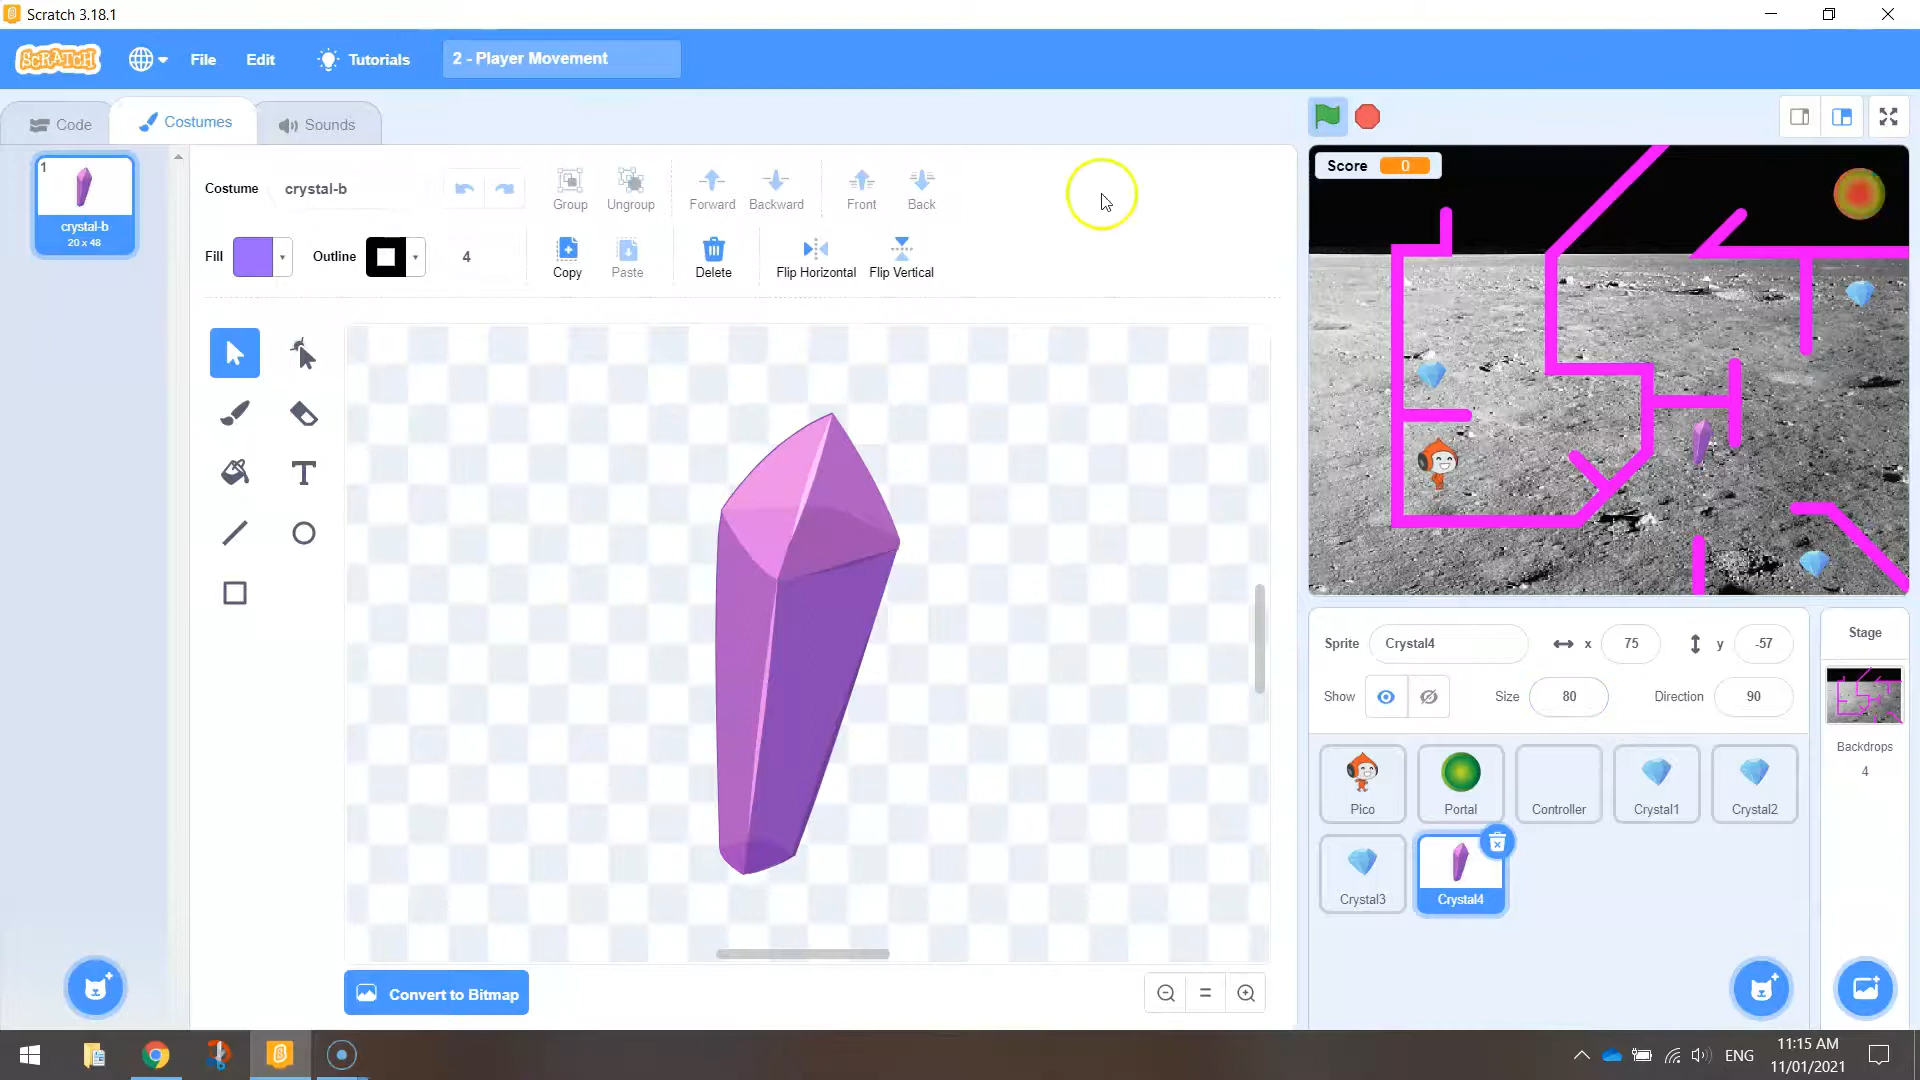 Scratch 3.18.1
SCRATCH
File
Edit
Tutorials
2 - Player Movement
Code
Costumes
Sounds
1
crystal-b
20 x 48
Costume
crystal-b
Group
Ungroup
Forward
Backward
Front
Back
Fill
Outline
4
Copy
Paste
Delete
Flip Horizontal
Flip Vertical
Convert to Bitmap
Score 0
Sprite
Crystal4
x
75
y
-57
Show
Size
80
Direction
90
Pico
Portal
Controller
Crystal1
Crystal2
Crystal3
Crystal4
Stage
Backdrops
4
ENG
11:15 AM
11/01/2021